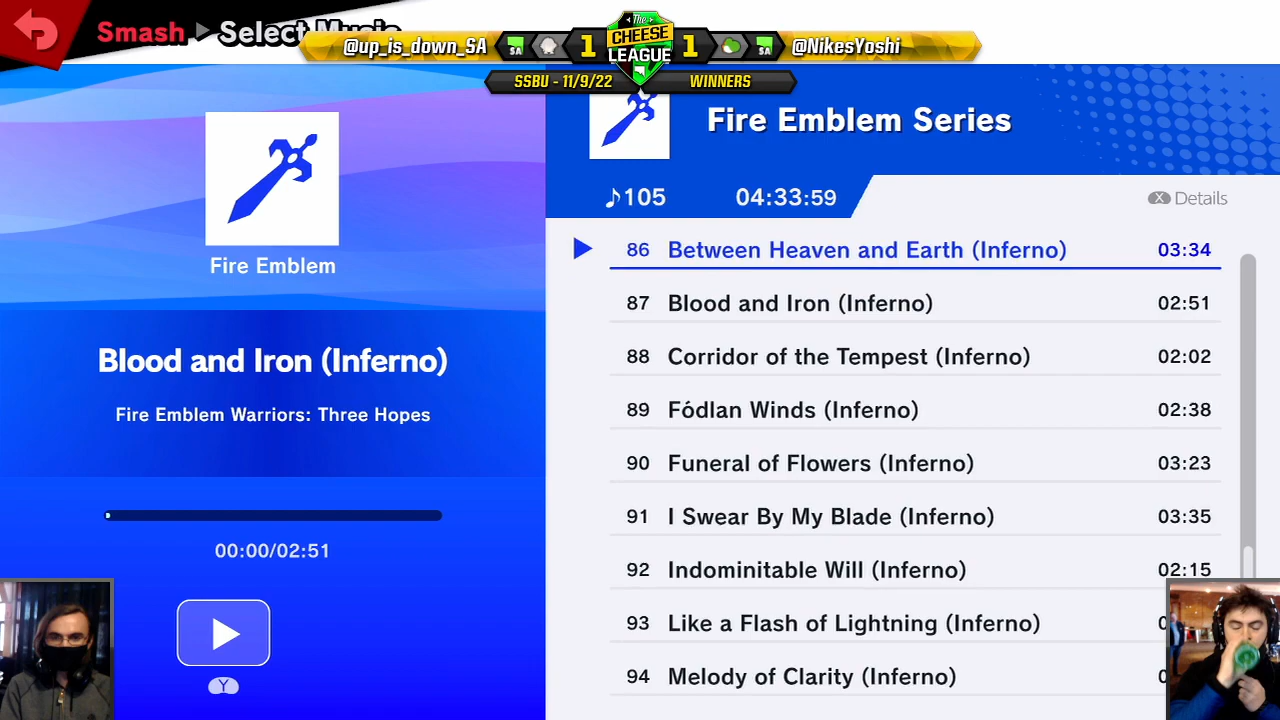 Smash ▶ Select Music
@up_is_down_SA SA 1 The CHEESE LEAGUE 1 SA @NikesYoshi
SSBU - 11/9/22 WINNERS
Fire Emblem
Blood and Iron (Inferno)
Fire Emblem Warriors: Three Hopes
00:00/02:51
Y
Fire Emblem Series
♪105 04:33:59
X Details
86 Between Heaven and Earth (Inferno) 03:34
87 Blood and Iron (Inferno) 02:51
88 Corridor of the Tempest (Inferno) 02:02
89 Fódlan Winds (Inferno) 02:38
90 Funeral of Flowers (Inferno) 03:23
91 I Swear By My Blade (Inferno) 03:35
92 Indominitable Will (Inferno) 02:15
93 Like a Flash of Lightning (Inferno)
94 Melody of Clarity (Inferno)